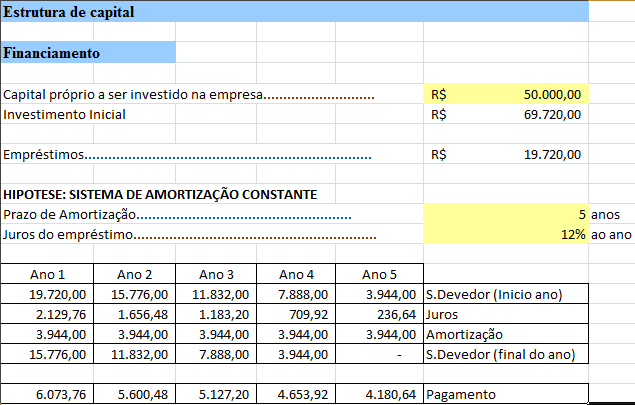 Estrutura de capital
Financiamento
Capital próprio a ser investido na empresa............................ R$ 50.000,00
Investimento Inicial R$ 69.720,00
Empréstimos........................................................................ R$ 19.720,00
HIPOTESE: SISTEMA DE AMORTIZAÇÃO CONSTANTE
Prazo de Amortização...................................................... 5 anos
Juros do empréstimo............................................................. 12% ao ano
Ano 1 Ano 2 Ano 3 Ano 4 Ano 5
19.720,00 15.776,00 11.832,00 7.888,00 3.944,00 S.Devedor (Inicio ano)
2.129,76 1.656,48 1.183,20 709,92 236,64 Juros
3.944,00 3.944,00 3.944,00 3.944,00 3.944,00 Amortização
15.776,00 11.832,00 7.888,00 3.944,00 - S.Devedor (final do ano)
6.073,76 5.600,48 5.127,20 4.653,92 4.180,64 Pagamento